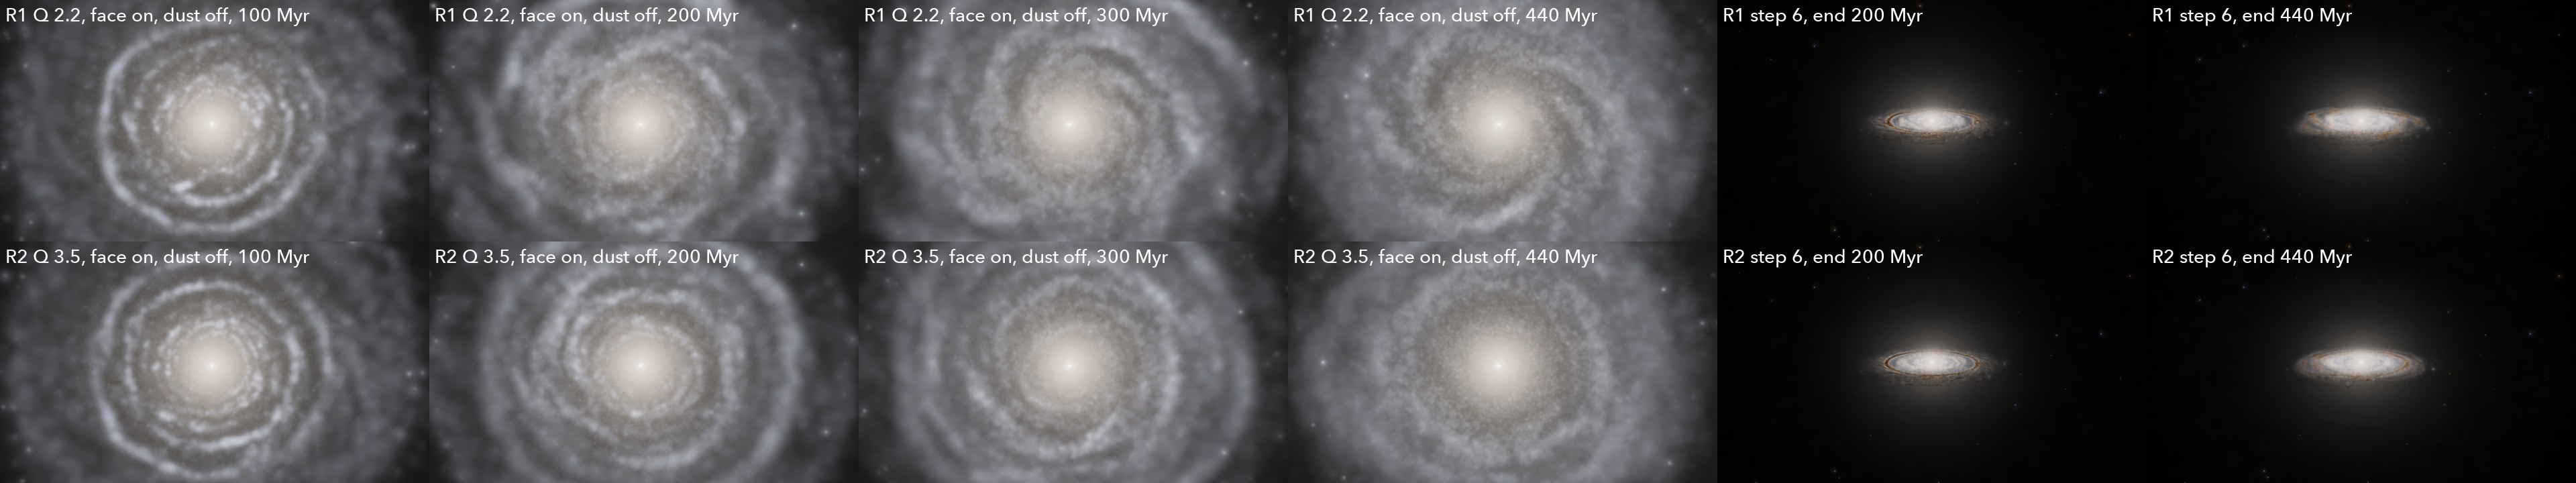 R1 Q 2.2, face on, dust off, 100 Myr
R1 Q 2.2, face on, dust off, 200 Myr
R1 Q 2.2, face on, dust off, 300 Myr
R1 Q 2.2, face on, dust off, 440 Myr
R1 step 6, end 200 Myr
R1 step 6, end 440 Myr
R2 Q 3.5, face on, dust off, 100 Myr
R2 Q 3.5, face on, dust off, 200 Myr
R2 Q 3.5, face on, dust off, 300 Myr
R2 Q 3.5, face on, dust off, 440 Myr
R2 step 6, end 200 Myr
R2 step 6, end 440 Myr